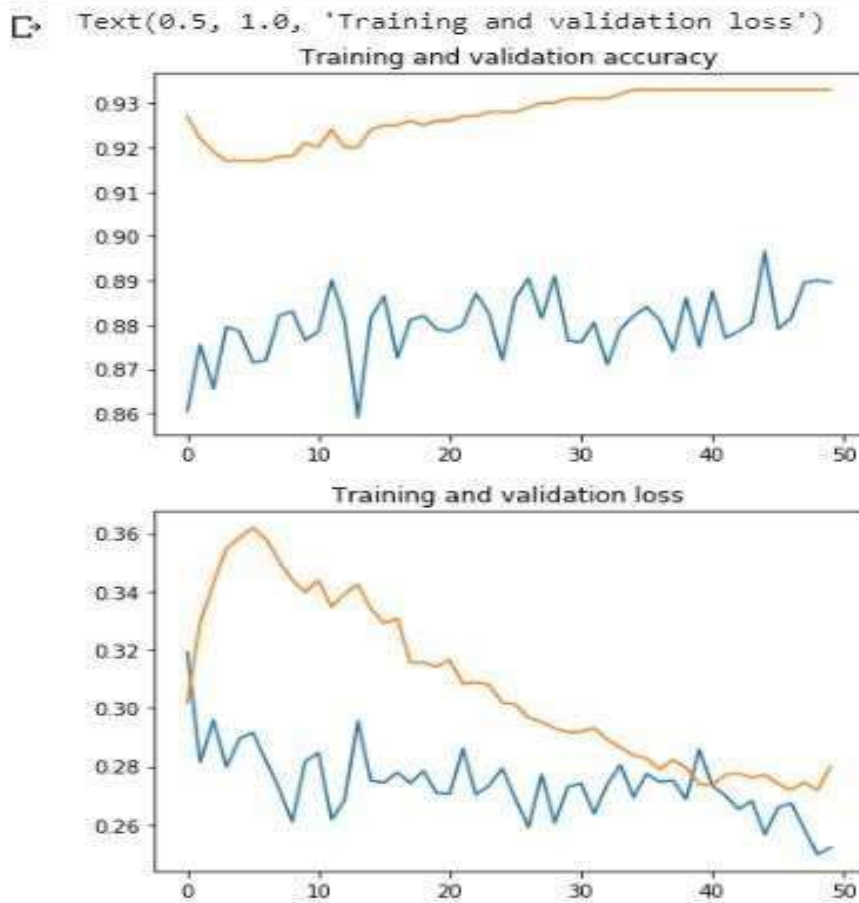 Text(0.5, 1.0, 'Training and validation loss')
Training and validation accuracy
0.93
0.92
0.91
0.90
0.89
0.88
0.87
0.86
0 10 20 30 40 50
Training and validation loss
0.36
0.34
0.32
0.30
0.28
0.26
0 10 20 30 40 50